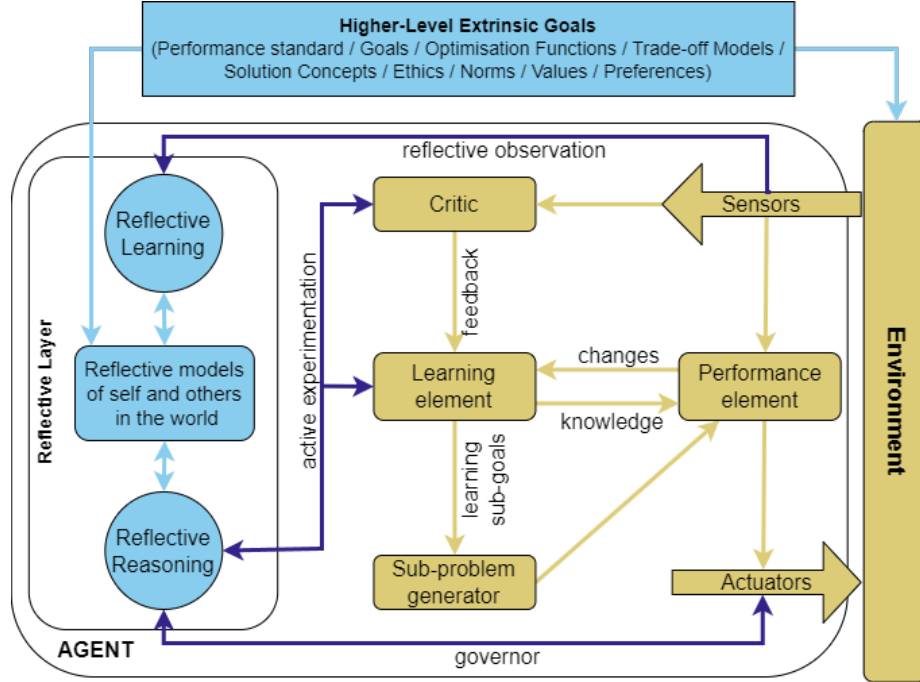 Higher-Level Extrinsic Goals
(Performance standard / Goals / Optimisation Functions / Trade-off Models /
Solution Concepts / Ethics / Norms / Values / Preferences)
reflective observation
Reflective
Learning
Critic
Sensors
feedback
active experimentation
Reflective Layer
Reflective models
of self and others
in the world
Learning
element
changes
knowledge
Performance
element
Environment
learning
sub-goals
Reflective
Reasoning
Sub-problem
generator
Actuators
AGENT
governor